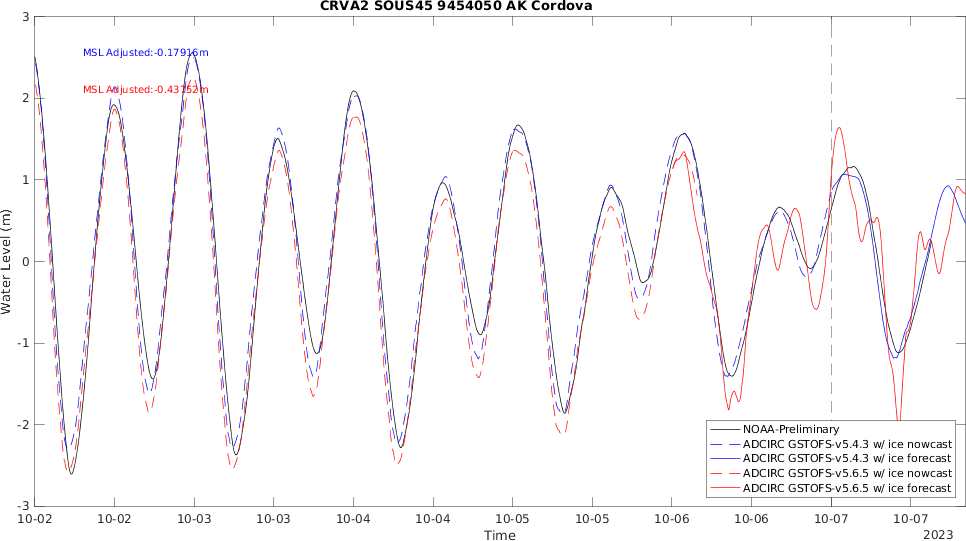 CRVA2 SOUS45 9454050 AK Cordova
3
MSL Adjusted:-0.17916m
MSL Adjusted:-0.43752m
2
1
0
-1
-2
-3
Water Level (m)
NOAA-Preliminary
ADCIRC GSTOFS-v5.4.3 w/ ice nowcast
ADCIRC GSTOFS-v5.4.3 w/ ice forecast
ADCIRC GSTOFS-v5.6.5 w/ ice nowcast
ADCIRC GSTOFS-v5.6.5 w/ ice forecast
10-02 10-02 10-03 10-03 10-04 10-04 10-05 10-05 10-06 10-06 10-07 10-07
Time
2023